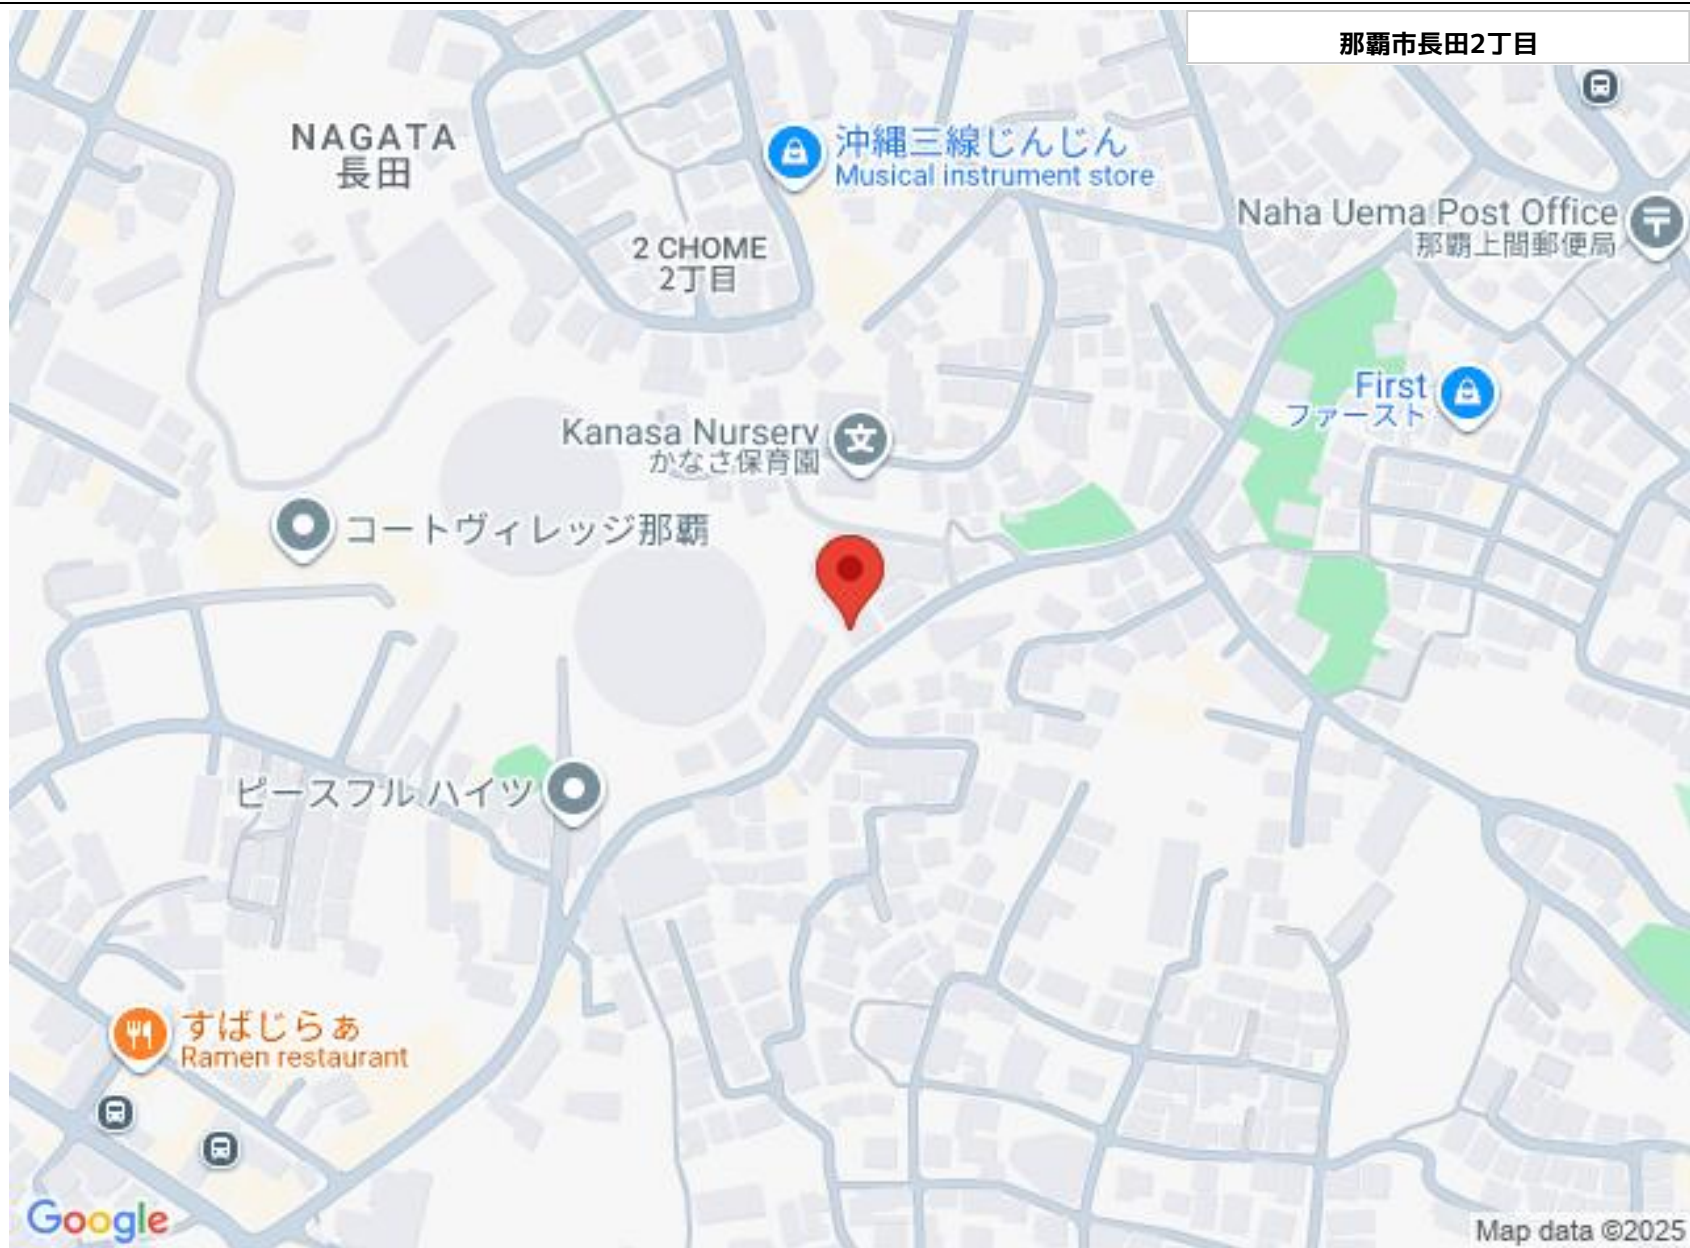 那覇市長田2丁目
NAGATA
長田
沖縄三線じんじん
Musical instrument store
Naha Uema Post Office
那覇上間郵便局
2 CHOME
2丁目
First
ファースト
Kanasa Nursery
かなさ保育園
コートヴィレッジ那覇
ピースフルハイツ
すばじらぁ
Ramen restaurant
Google
Map data ©2025